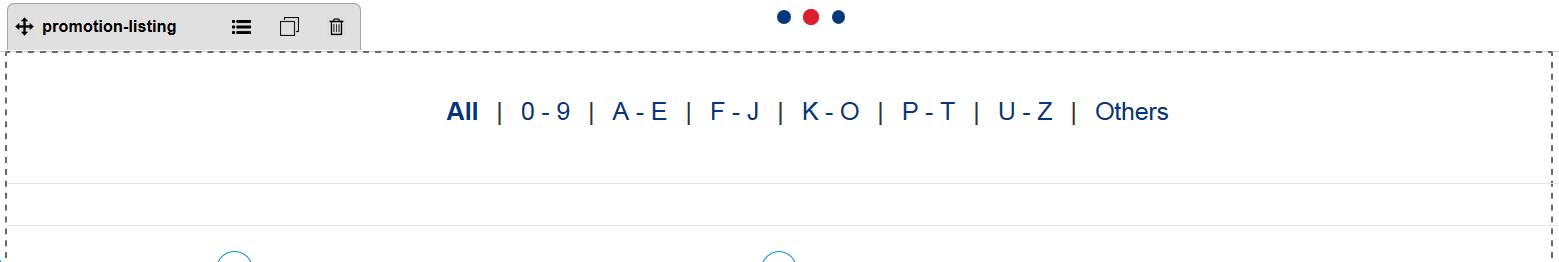 promotion-listing
All | 0 - 9 | A - E | F - J | K - O | P - T | U - Z | Others